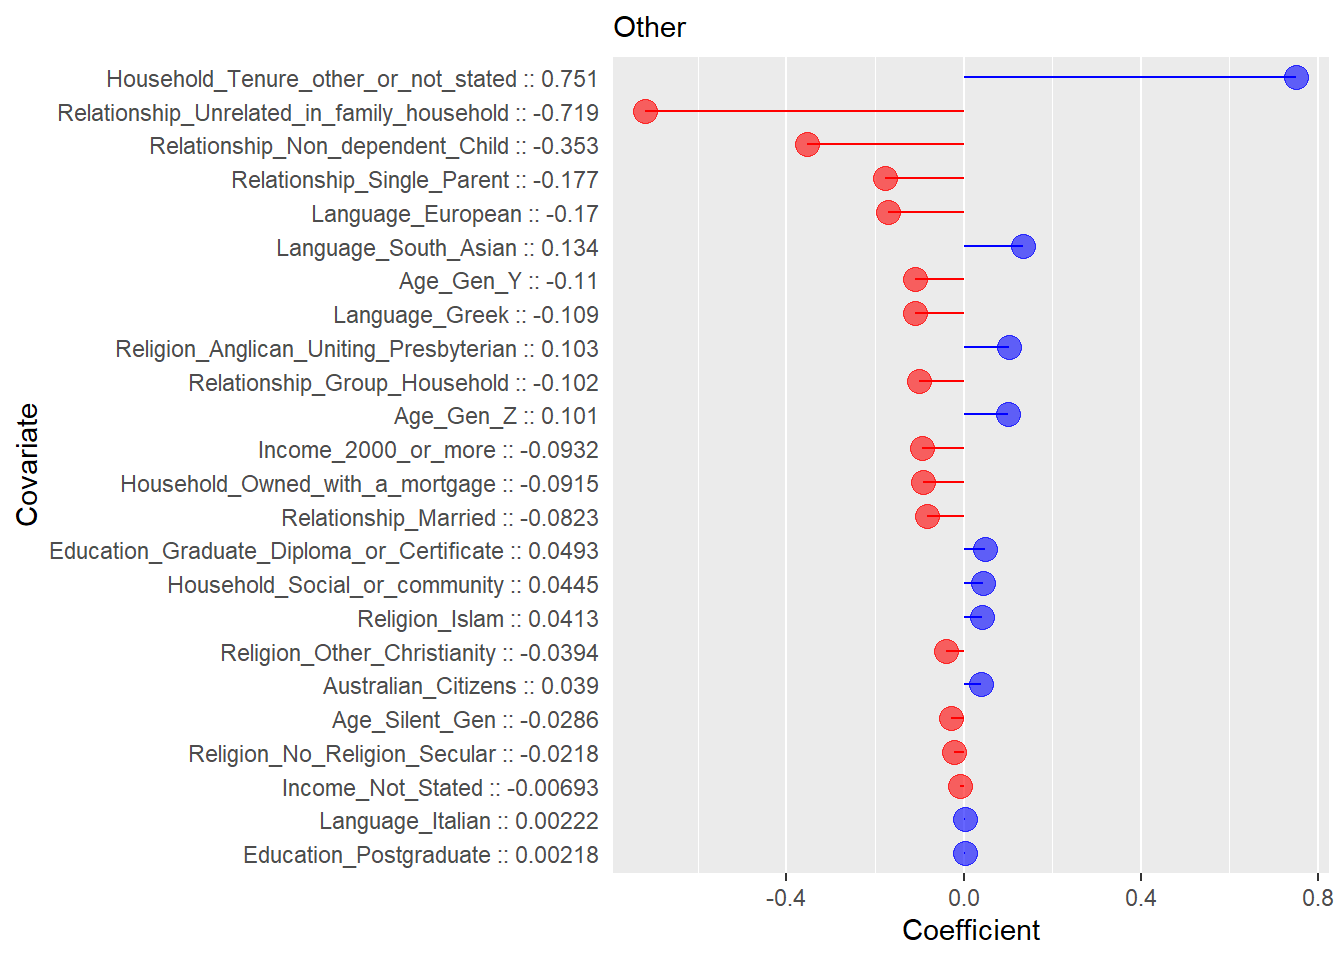 Other
Household_Tenure_other_or_not_stated :: 0.751
Relationship_Unrelated_in_family_household :: -0.719
Relationship_Non_dependent_Child :: -0.353
Relationship_Single_Parent :: -0.177
Language_European :: -0.17
Language_South_Asian :: 0.134
Age_Gen_Y :: -0.11
Language_Greek :: -0.109
Religion_Anglican_Uniting_Presbyterian :: 0.103
Relationship_Group_Household :: -0.102
Age_Gen_Z :: 0.101
Income_2000_or_more :: -0.0932
Household_Owned_with_a_mortgage :: -0.0915
Relationship_Married :: -0.0823
Education_Graduate_Diploma_or_Certificate :: 0.0493
Household_Social_or_community :: 0.0445
Religion_Islam :: 0.0413
Religion_Other_Christianity :: -0.0394
Australian_Citizens :: 0.039
Age_Silent_Gen :: -0.0286
Religion_No_Religion_Secular :: -0.0218
Income_Not_Stated :: -0.00693
Language_Italian :: 0.00222
Education_Postgraduate :: 0.00218
Covariate
-0.4 0.0 0.4 0.8
Coefficient